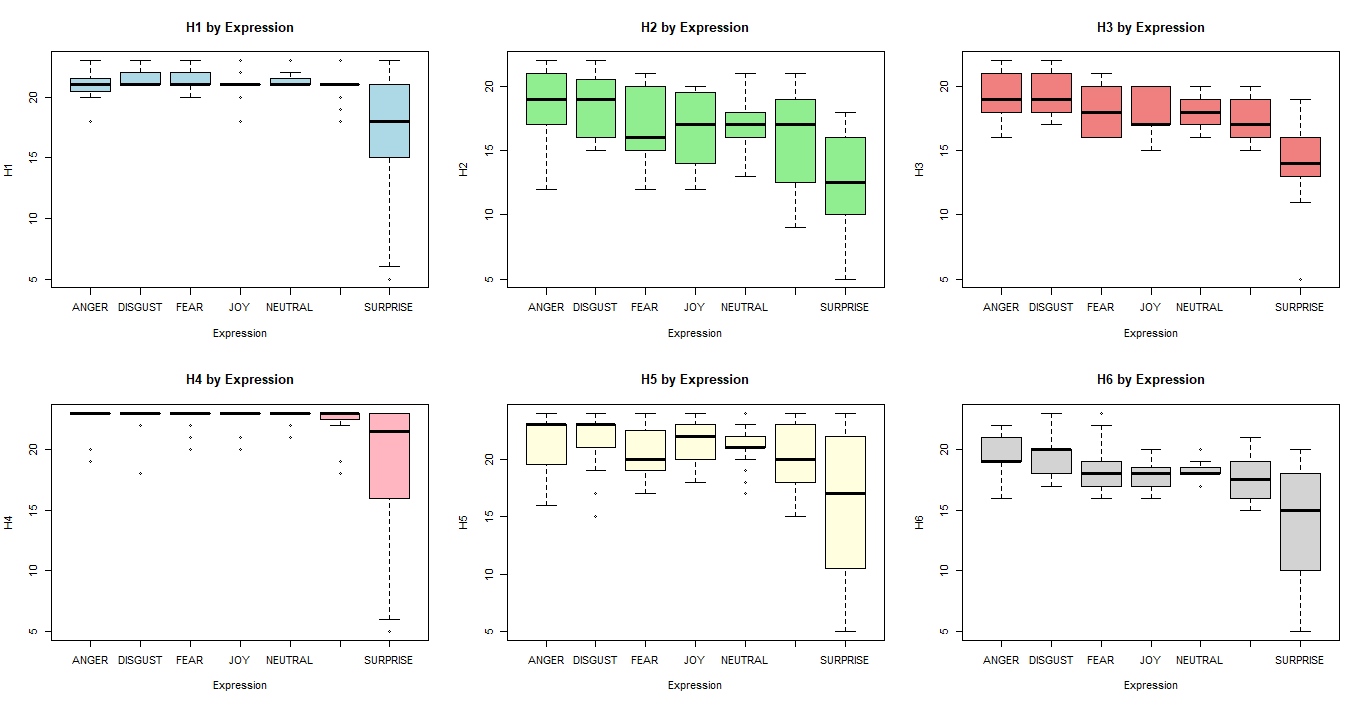 H1 by Expression
H1
20
15
10
5
ANGER DISGUST FEAR JOY NEUTRAL SURPRISE
Expression
H2 by Expression
H2
20
15
10
5
ANGER DISGUST FEAR JOY NEUTRAL SURPRISE
Expression
H3 by Expression
H3
20
15
10
5
ANGER DISGUST FEAR JOY NEUTRAL SURPRISE
Expression
H4 by Expression
H4
20
15
10
5
ANGER DISGUST FEAR JOY NEUTRAL SURPRISE
Expression
H5 by Expression
H5
20
15
10
5
ANGER DISGUST FEAR JOY NEUTRAL SURPRISE
Expression
H6 by Expression
H6
20
15
10
5
ANGER DISGUST FEAR JOY NEUTRAL SURPRISE
Expression